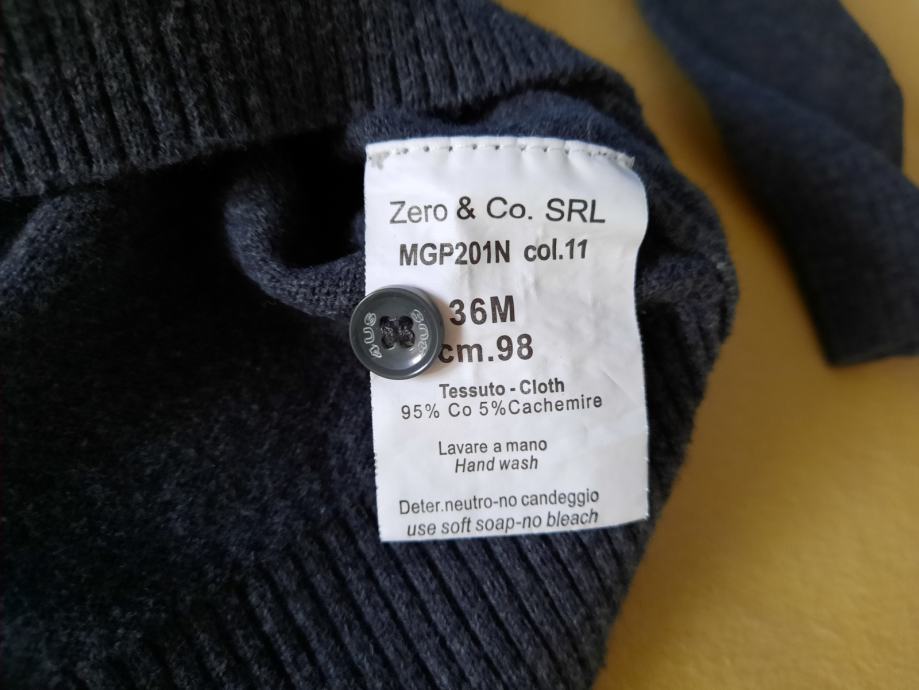 Zero & Co. SRL
MGP201N col.11
36M
cm.98
Tessuto - Cloth
95% Co 5%Cachemire
Lavare a mano
Hand wash
Deter.neutro-no candeggio
use soft soap-no bleach